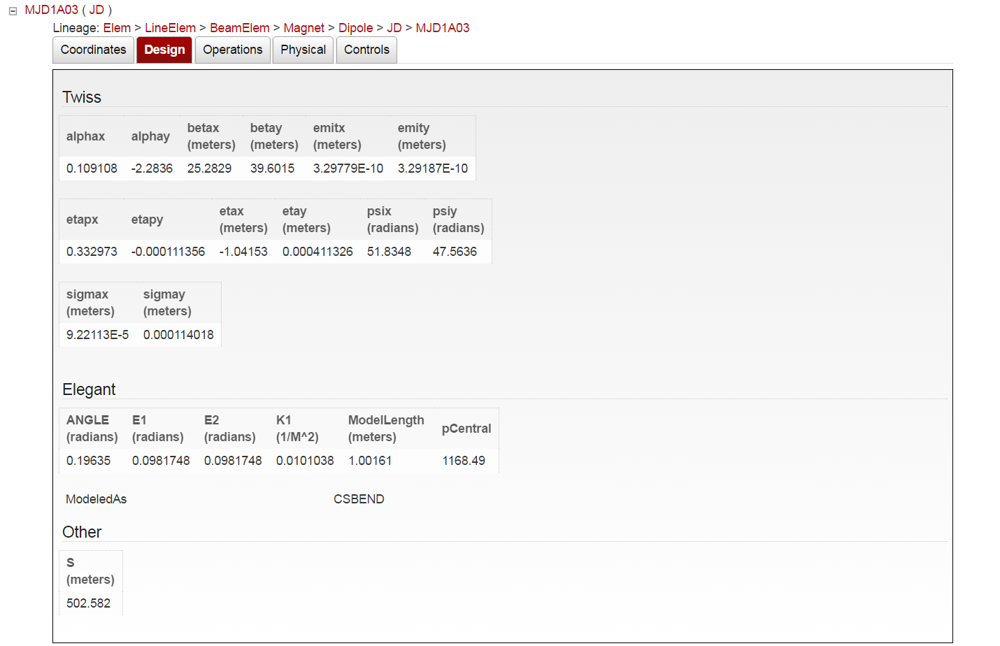 MJD1A03 ( JD )
Lineage: Elem > LineElem > BeamElem > Magnet > Dipole > JD > MJD1A03
Coordinates Design Operations Physical Controls
Twiss
alphax alphay betax (meters) betay (meters) emitx (meters) emity (meters)
0.109108 -2.2836 25.2829 39.6015 3.29779E-10 3.29187E-10
etapx etapy etax (meters) etay (meters) psix (radians) psiy (radians)
0.332973 -0.000111356 -1.04153 0.000411326 51.8348 47.5636
sigmax (meters) sigmay (meters)
9.22113E-5 0.000114018
Elegant
ANGLE (radians) E1 (radians) E2 (radians) K1 (1/M^2) ModelLength (meters) pCentral
0.19635 0.0981748 0.0981748 0.0101038 1.00161 1168.49
ModeledAs CSBEND
Other
S
(meters)
502.582